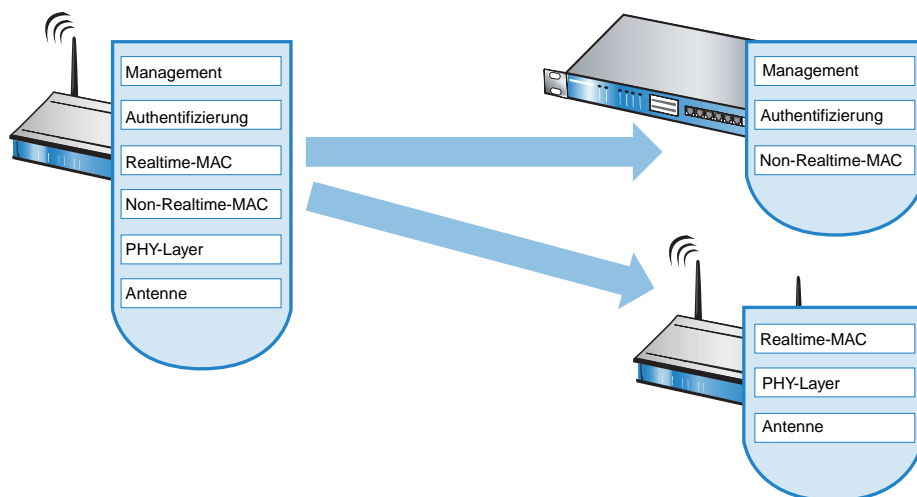 Management
Authentifizierung
Realtime-MAC
Non-Realtime-MAC
PHY-Layer
Antenne
Management
Authentifizierung
Non-Realtime-MAC
Realtime-MAC
PHY-Layer
Antenne